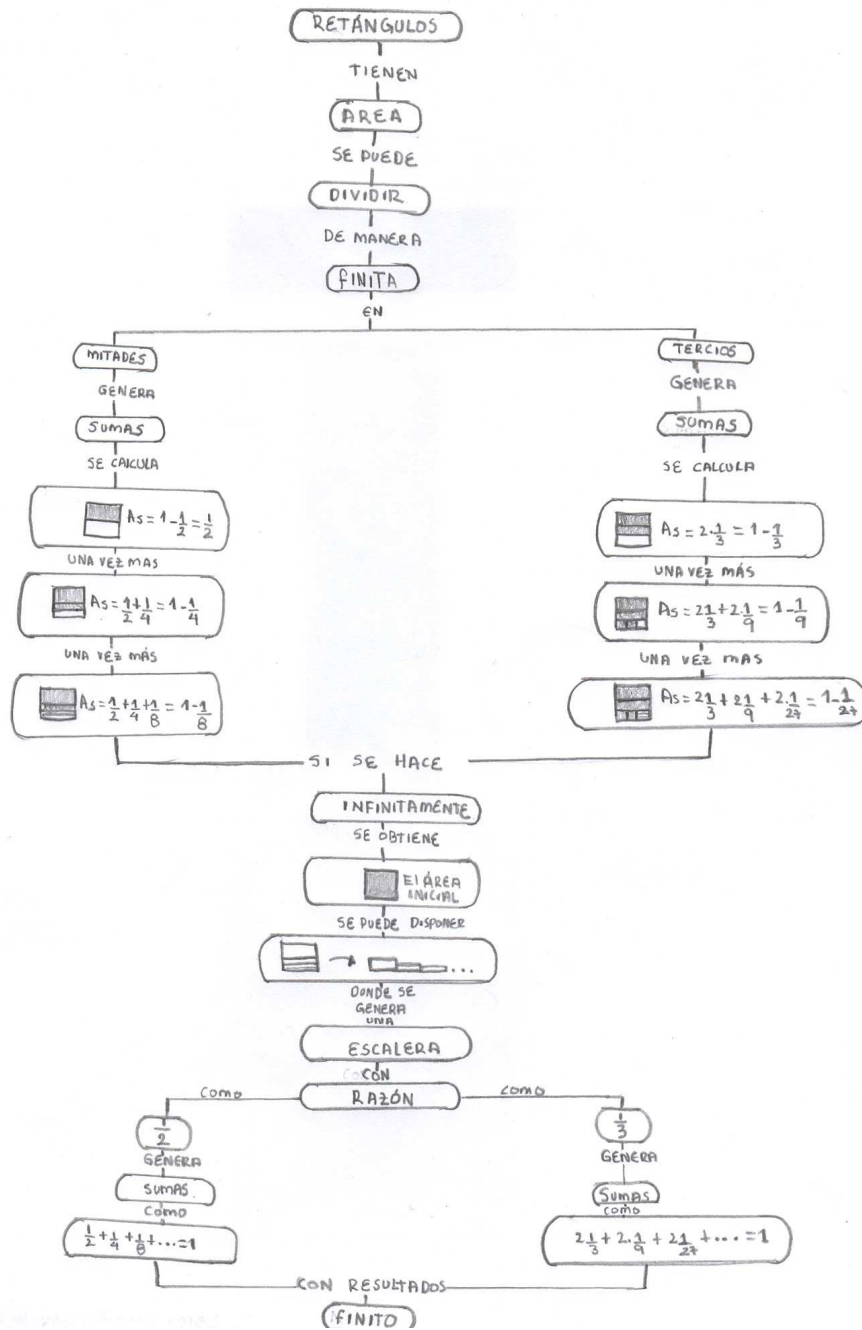 RETÁNGULOS
TIENEN
AREA
SE PUEDE
DIVIDIR
DE MANERA
FINITA
EN
MITADES
GENERA
SUMAS
SE CALCULA
As = 1 - 1/2 = 1/2
UNA VEZ MAS
As = 1/2 + 1/4 = 1 - 1/4
UNA VEZ MÁS
As = 1/2 + 1/4 + 1/8 = 1 - 1/8
TERCIOS
GENERA
SUMAS
SE CALCULA
As = 2·1/3 = 1 - 1/3
UNA VEZ MÁS
As = 2 1/3 + 2·1/9 = 1 - 1/9
UNA VEZ MAS
As = 2 1/3 + 2 1/9 + 2·1/27 = 1 - 1/27
SI SE HACE
INFINITAMENTE
SE OBTIENE
El ÁREA
INICIAL
SE PUEDE DISPONER
...
DONDE SE
GENERA
UNA
ESCALERA
CON
RAZÓN
COMO
1/2
GENERA
SUMAS
COMO
1/2 + 1/4 + 1/8 + ... = 1
COMO
1/3
GENERA
SUMAS
COMO
2 1/3 + 2·1/9 + 2 1/27 + ... = 1
CON RESULTADOS
FINITO